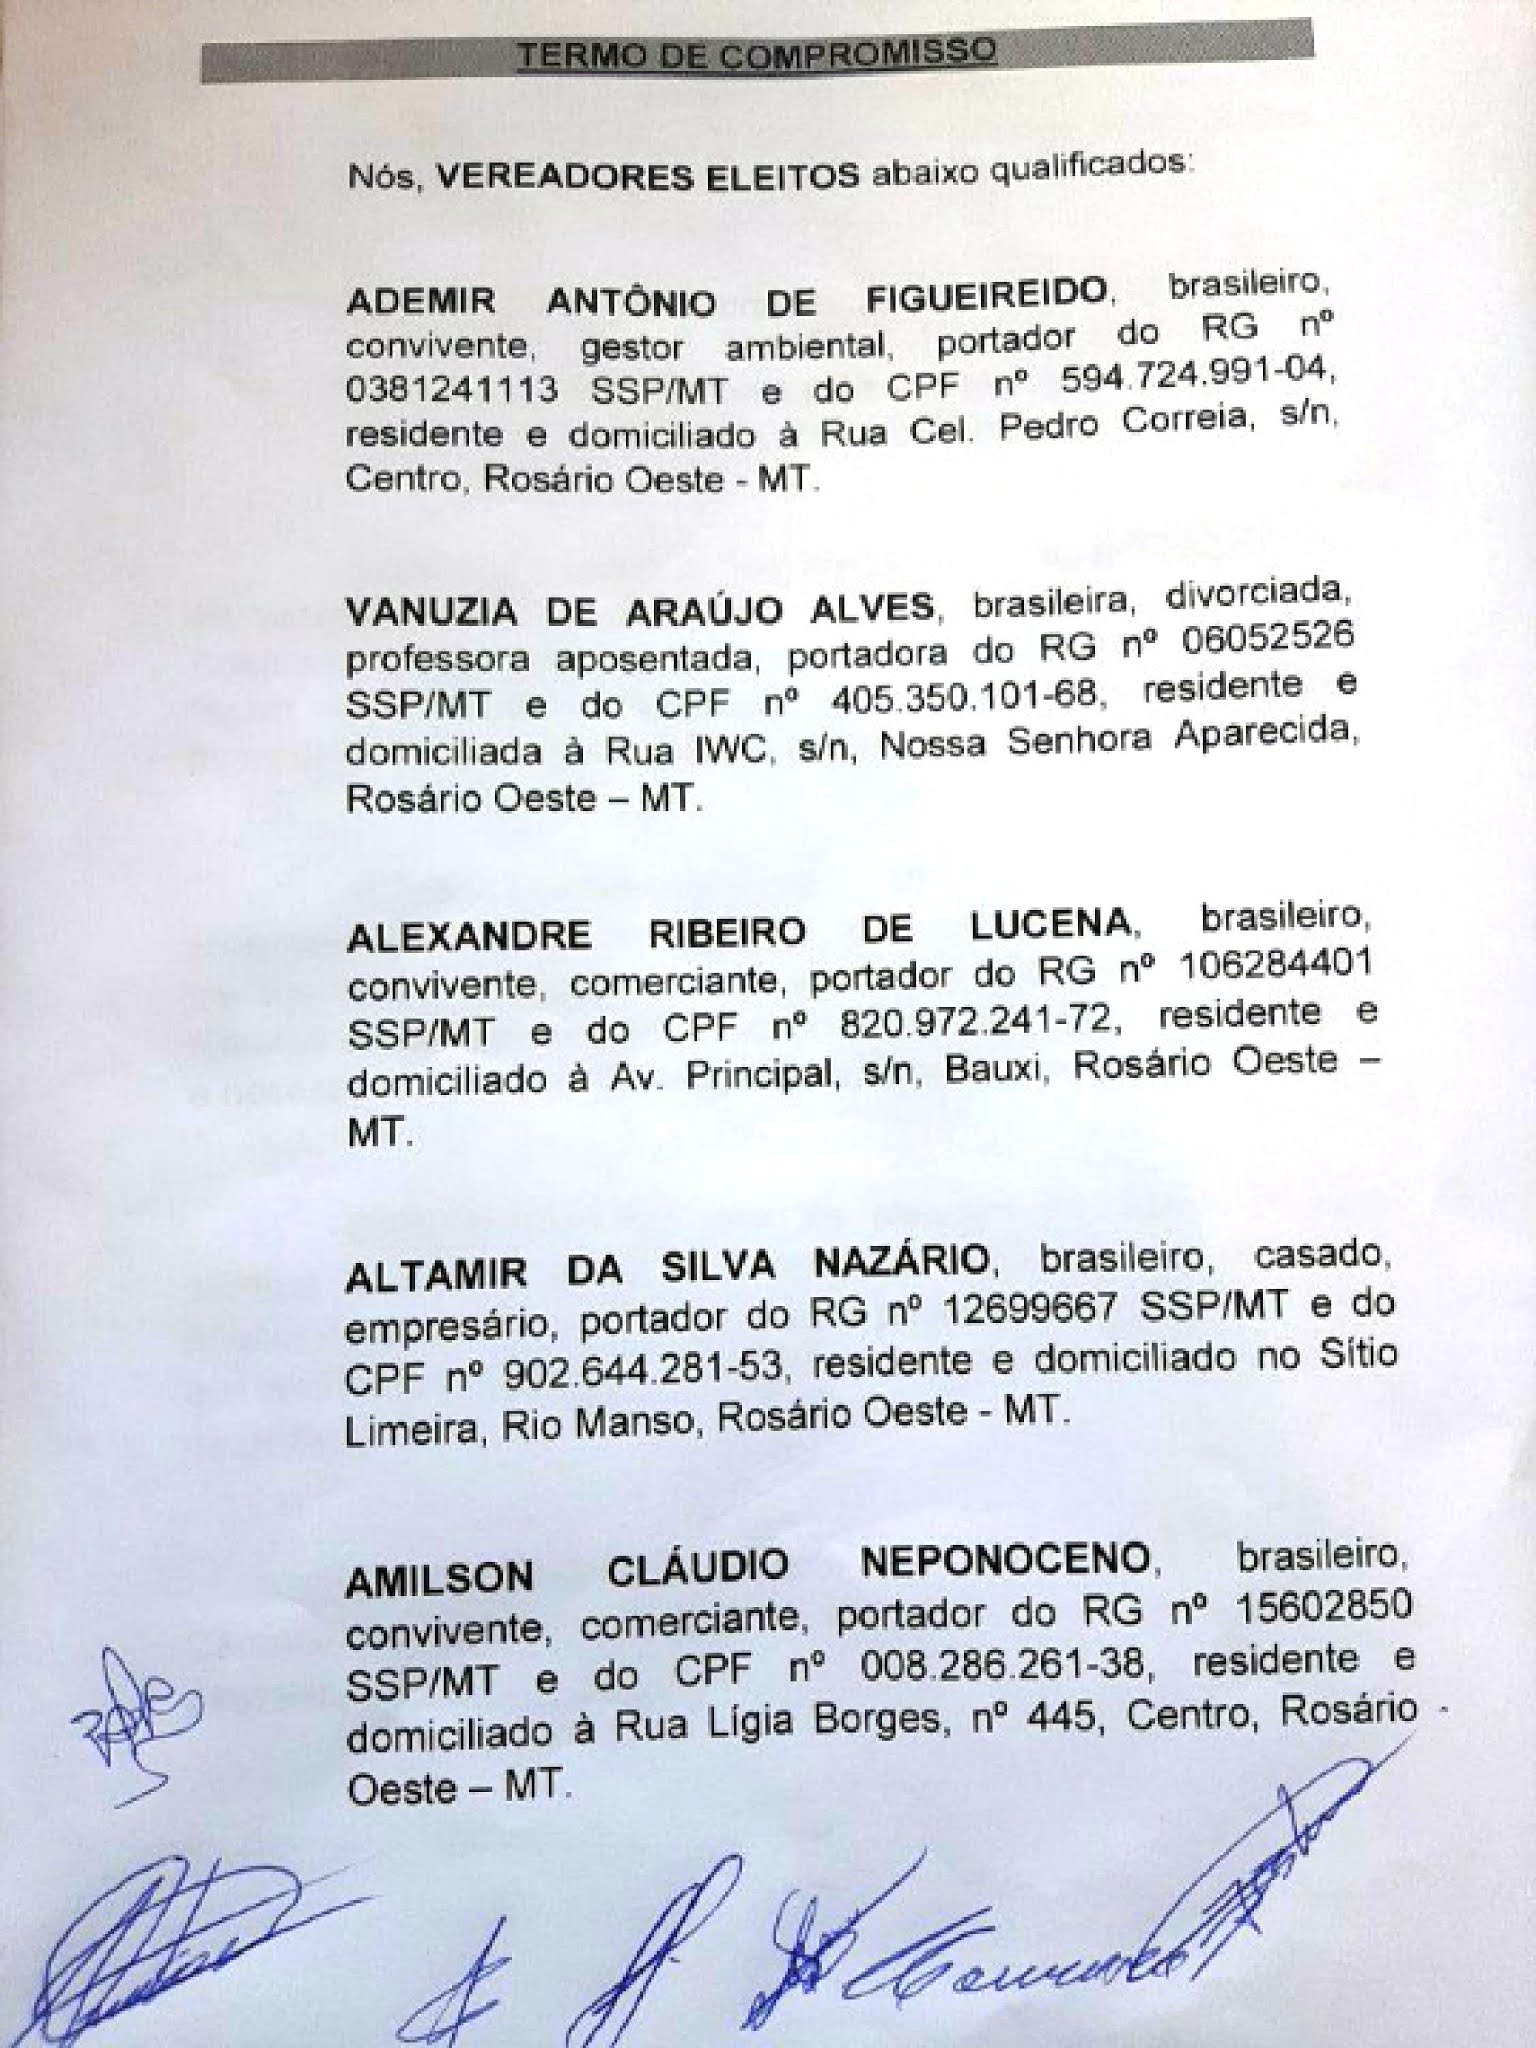 TERMO DE COMPROMISSO
Nós, VEREADORES ELEITOS abaixo qualificados:
ADEMIR ANTÔNIO DE FIGUEIREIDO, brasileiro,
convivente, gestor ambiental, portador do RG nº
0381241113 SSP/MT e do CPF nº 594.724.991-04,
residente e domiciliado à Rua Cel. Pedro Correia, s/n,
Centro, Rosário Oeste - MT.
VANUZIA DE ARAÚJO ALVES, brasileira, divorciada,
professora aposentada, portadora do RG nº 06052526
SSP/MT e do CPF nº 405.350.101-68, residente e
domiciliada à Rua IWC, s/n, Nossa Senhora Aparecida,
Rosário Oeste – MT.
ALEXANDRE RIBEIRO DE LUCENA, brasileiro,
convivente, comerciante, portador do RG nº 106284401
SSP/MT e do CPF nº 820.972.241-72, residente e
domiciliado à Av. Principal, s/n, Bauxi, Rosário Oeste –
MT.
ALTAMIR DA SILVA NAZÁRIO, brasileiro, casado,
empresário, portador do RG nº 12699667 SSP/MT e do
CPF nº 902.644.281-53, residente e domiciliado no Sítio
Limeira, Rio Manso, Rosário Oeste - MT.
AMILSON CLÁUDIO NEPONOCENO, brasileiro,
convivente, comerciante, portador do RG nº 15602850
SSP/MT e do CPF nº 008.286.261-38, residente e
domiciliado à Rua Lígia Borges, nº 445, Centro, Rosário
Oeste – MT.